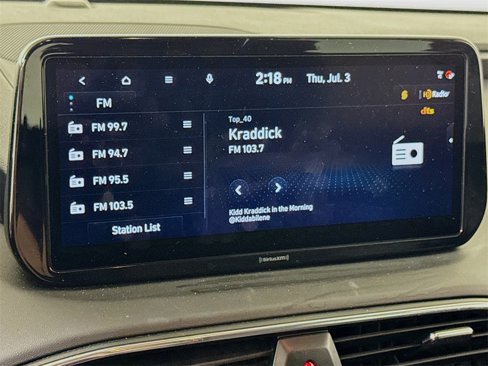 2:18 PM Thu, Jul. 3
FM
HD Radio
dts
FM 99.7
FM 94.7
FM 95.5
FM 103.5
Station List
Top_40
Kraddick
FM 103.7
Kidd Kraddick in the Morning
@Kiddabilene
((SiriusXM))